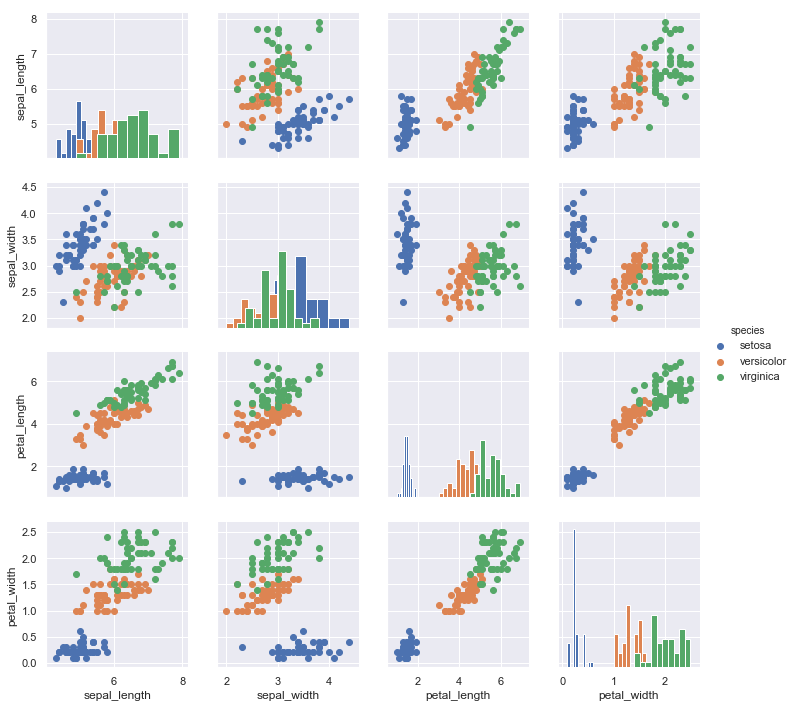 sepal_length
8
7
6
5
sepal_width
4.5
4.0
3.5
3.0
2.5
2.0
species
setosa
versicolor
virginica
petal_length
6
4
2
petal_width
2.5
2.0
1.5
1.0
0.5
0.0
6 8
2 3 4
2 4 6
0 1 2
sepal_length sepal_width petal_length petal_width